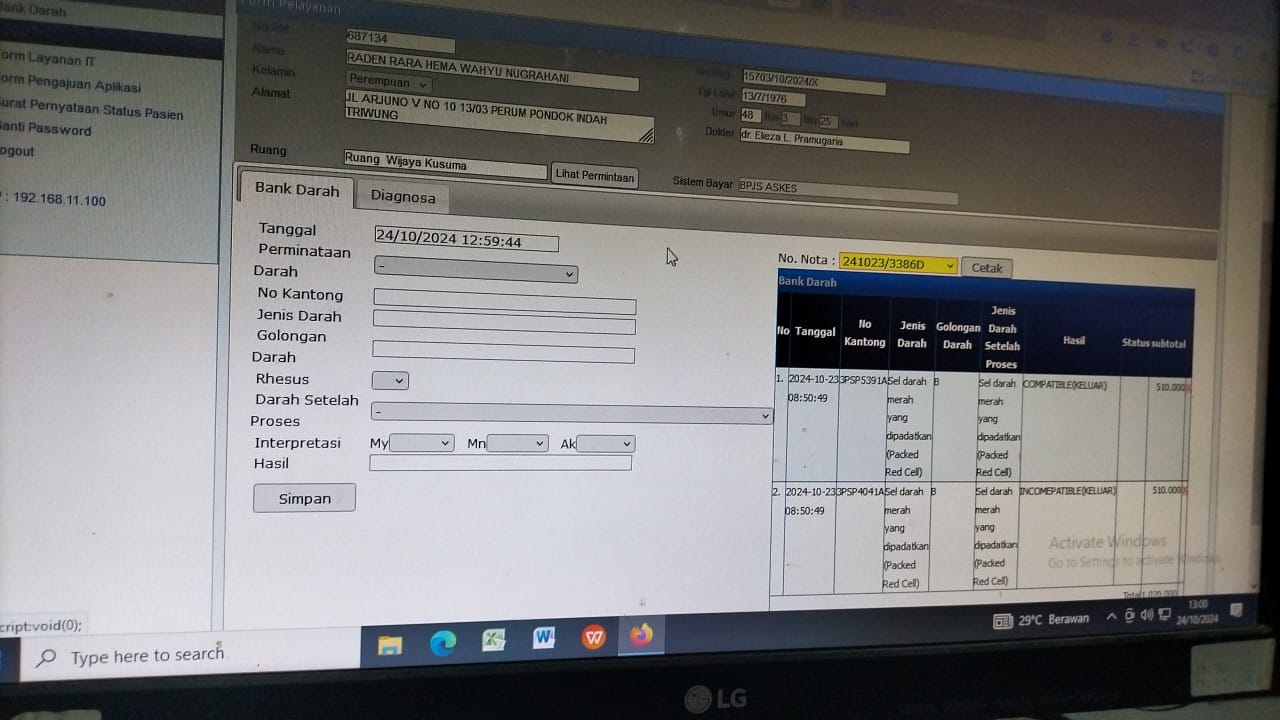 Bank Darah
Form Layanan IT
Form Pengajuan Aplikasi
Surat Pernyataan Status Pasien
Ganti Password
Logout
: 192.168.11.100
Form Pelayanan
No RM
687134
Nama
RADEN RARA HEMA WAHYU NUGRAHANI
Kelamin
Perempuan
Alamat
JL ARJUNO V NO 10 13/03 PERUM PONDOK INDAH
TRIWUNG
Ruang
Ruang Wijaya Kusuma
Lihat Permintaan
15703/10/2024/X
Tgl Lahir
13/7/1976
Umur
48 thn 3 bln 25 hari
Dokter
dr. Elieza L. Pramugaria
Sistem Bayar
BPJS ASKES
Bank Darah
Diagnosa
Tanggal
24/10/2024 12:59:44
Perminataan
Darah
-
No Kantong
Jenis Darah
Golongan
Darah
Rhesus
Darah Setelah
Proses
-
Interpretasi
My
Mn
Ak
Hasil
Simpan
No. Nota :
241023/3386D
Cetak
Bank Darah
No
Tanggal
No
Kantong
Jenis
Darah
Golongan
Darah
Jenis
Darah
Setelah
Proses
Hasil
Status
subtotal
1.
2024-10-23
08:50:49
3PSP5391A
Sel darah
merah
yang
dipadatkan
(Packed
Red Cell)
B
Sel darah
merah
yang
dipadatkan
(Packed
Red Cell)
COMPATIBLE(KELUAR)
510.000
X
2.
2024-10-23
08:50:49
3PSP4041A
Sel darah
merah
yang
dipadatkan
(Packed
Red Cell)
B
Sel darah
merah
yang
dipadatkan
(Packed
Red Cell)
INCOMEPATIBLE(KELUAR)
510.000
X
Total 1.020.000
Activate Windows
Go to Settings to activate Windows.
cript:void(0);
Type here to search
29°C Berawan
13:00
24/10/2024
LG